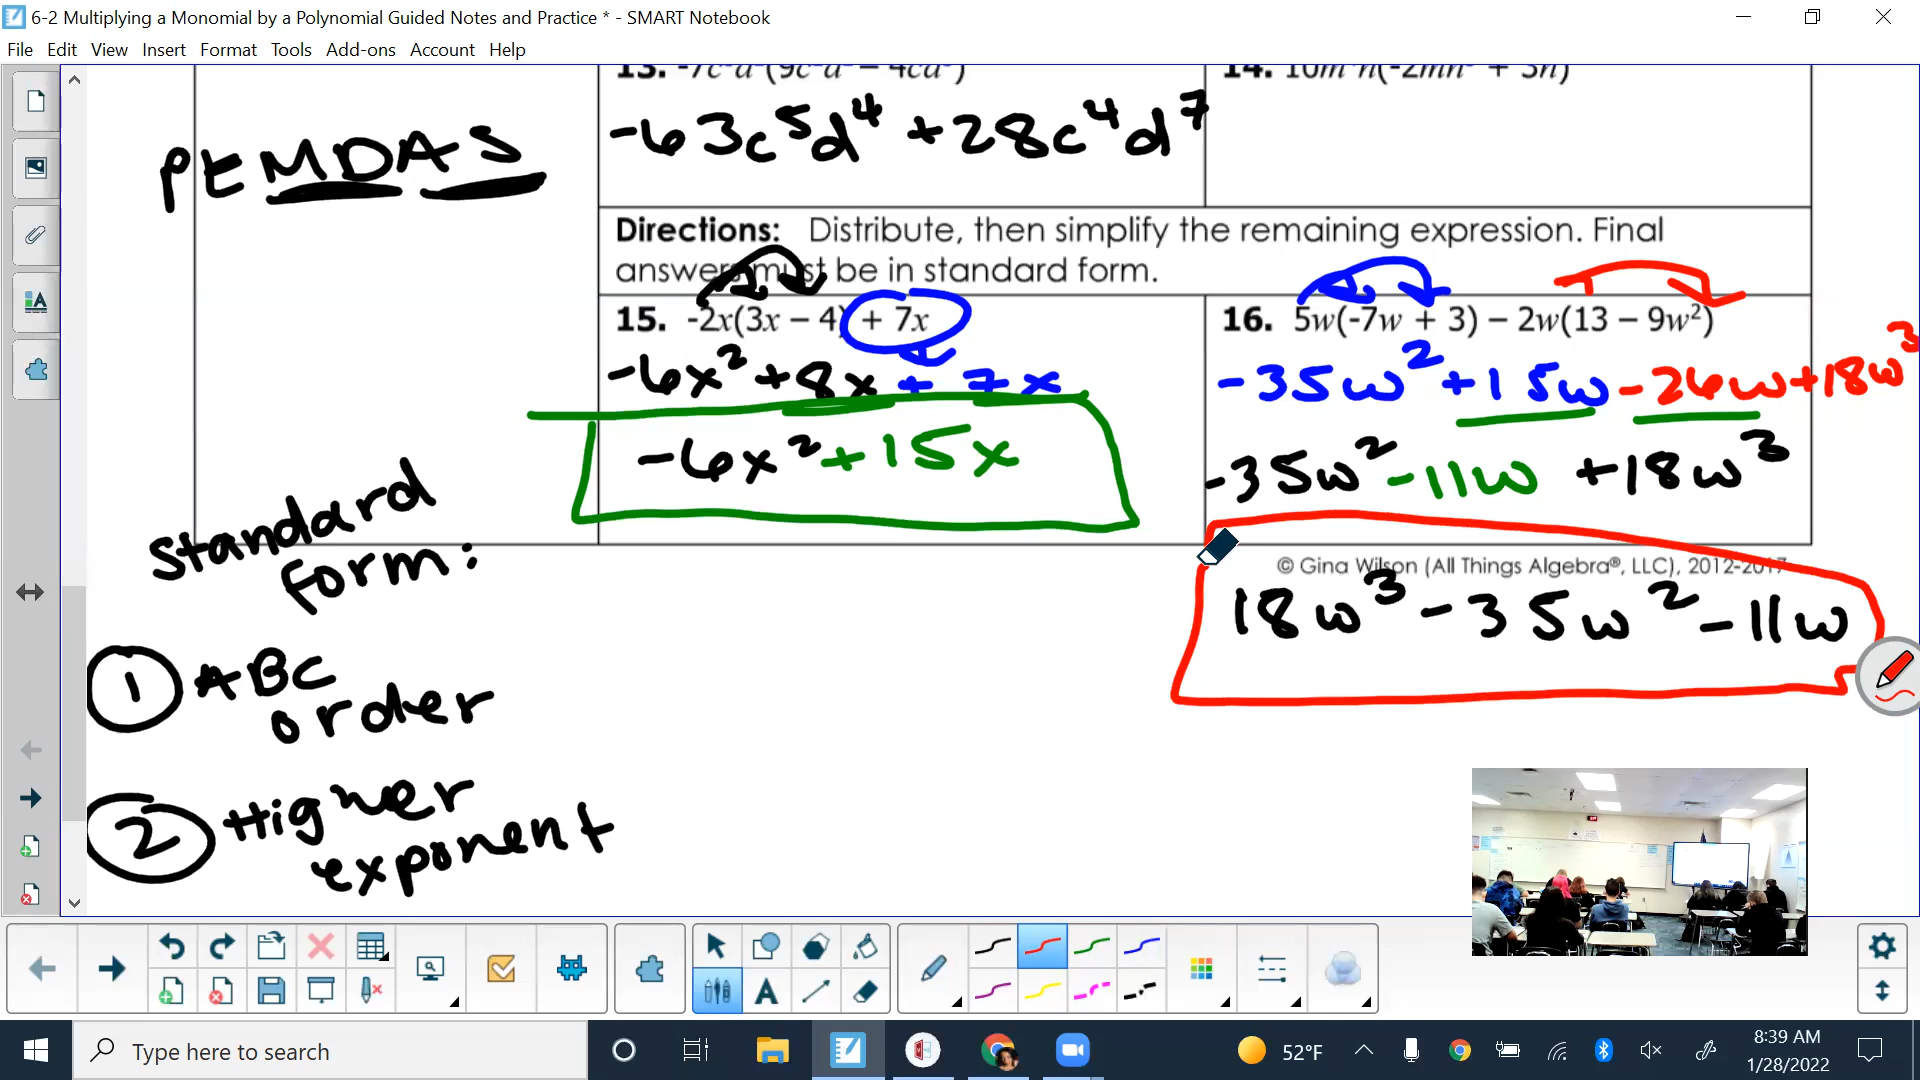 6-2 Multiplying a Monomial by a Polynomial Guided Notes and Practice * - SMART Notebook
File Edit View Insert Format Tools Add-ons Account Help
13. 14.
-63c⁵d⁴ +28c⁴d⁷
PEMDAS
Directions: Distribute, then simplify the remaining expression. Final
answers must be in standard form.
15. -2x(3x – 4) + 7x
16. 5w(-7w + 3) – 2w(13 – 9w²)
-6x² +8x + 7x
-35w² +15w -26w +18w³
-6x² +15x
-35w² -11w +18w³
Standard
form:
© Gina Wilson (All Things Algebra®, LLC), 2012-2017
18w³ -35w² -11w
1 ABC
order
2 Higher
exponent
Type here to search
52°F
8:39 AM
1/28/2022